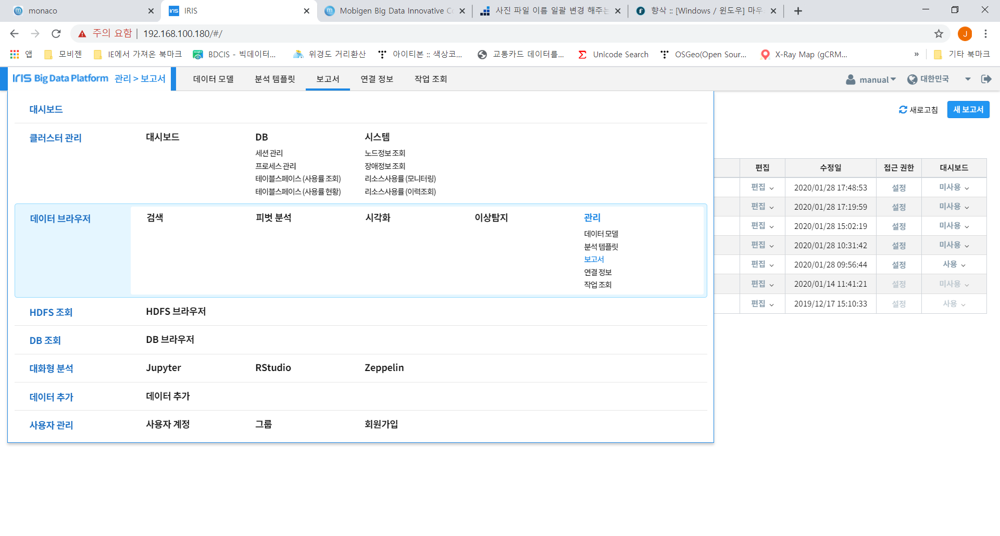 monaco
IRIS
Mobigen Big Data Innovative Co
사진 파일 이름 일괄 변경 해주는
향삭 :: [Windows / 윈도우] 마우
주의 요함 192.168.100.180/#/
J
앱 모비젠 IE에서 가져온 북마크 BDCIS - 빅데이터... 위경도 거리환산 아이티본 :: 색상코... 교통카드 데이터를... Unicode Search OSGeo(Open Sour... X-Ray Map (gCRM... » 기타 북마크
IRIS Big Data Platform 관리 > 보고서 데이터 모델 분석 템플릿 보고서 연결 정보 작업 조회 manual 대한민국
대시보드 새로고침 새 보고서
클러스터 관리 대시보드 DB 시스템
세션 관리 노드정보 조회
프로세스 관리 장애정보 조회
테이블스페이스 (사용률 조회) 리소스사용률 (모니터링)
테이블스페이스 (사용률 현황) 리소스사용률 (이력조회)
데이터 브라우저 검색 피벗 분석 시각화 이상탐지 관리
데이터 모델
분석 템플릿
보고서
연결 정보
작업 조회
HDFS 조회 HDFS 브라우저
DB 조회 DB 브라우저
대화형 분석 Jupyter RStudio Zeppelin
데이터 추가 데이터 추가
사용자 관리 사용자 계정 그룹 회원가입
편집 수정일 접근 권한 대시보드
편집 2020/01/28 17:48:53 설정 미사용
편집 2020/01/28 17:19:59 설정 미사용
편집 2020/01/28 15:02:19 설정 미사용
편집 2020/01/28 10:31:42 설정 미사용
편집 2020/01/28 09:56:44 설정 사용
편집 2020/01/14 11:41:21 설정 미사용
편집 2019/12/17 15:10:33 설정 사용